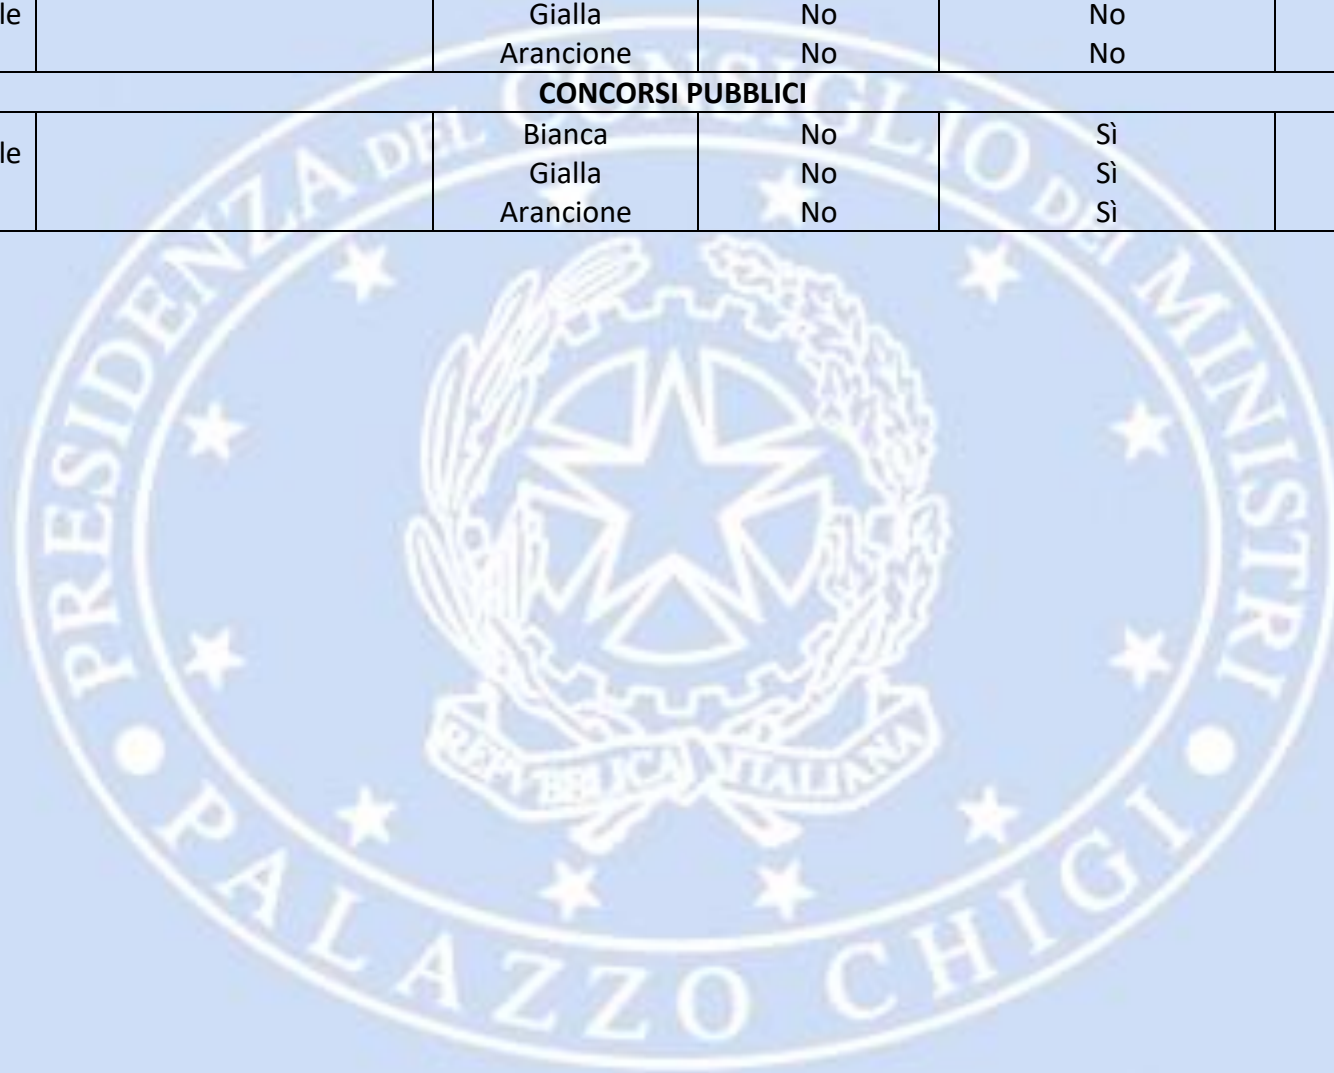 le Gialla No No
Arancione No No
CONCORSI PUBBLICI
Bianca No Sì
le Gialla No Sì
Arancione No Sì
PRESIDENZA DEL CONSIGLIO DEI MINISTRI
REPVBBLICA ITALIANA
• PALAZZO CHIGI •